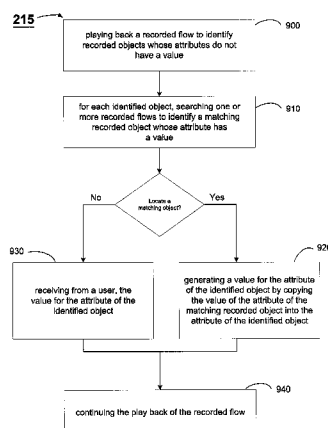 215
900
playing back a recorded flow to identify
recorded objects whose attributes do not
have a value
910
for each identified object, searching one or
more recorded flows to identify a matching
recorded object whose attribute has
a value
No
Locate a
matching object?
Yes
930
receiving from a user, the
value for the attribute of the
identified object
920
generating a value for the attribute
of the identified object by copying
the value of the attribute of the
matching recorded object into the
attribute of the identified object
940
continuing the play back of the recorded flow